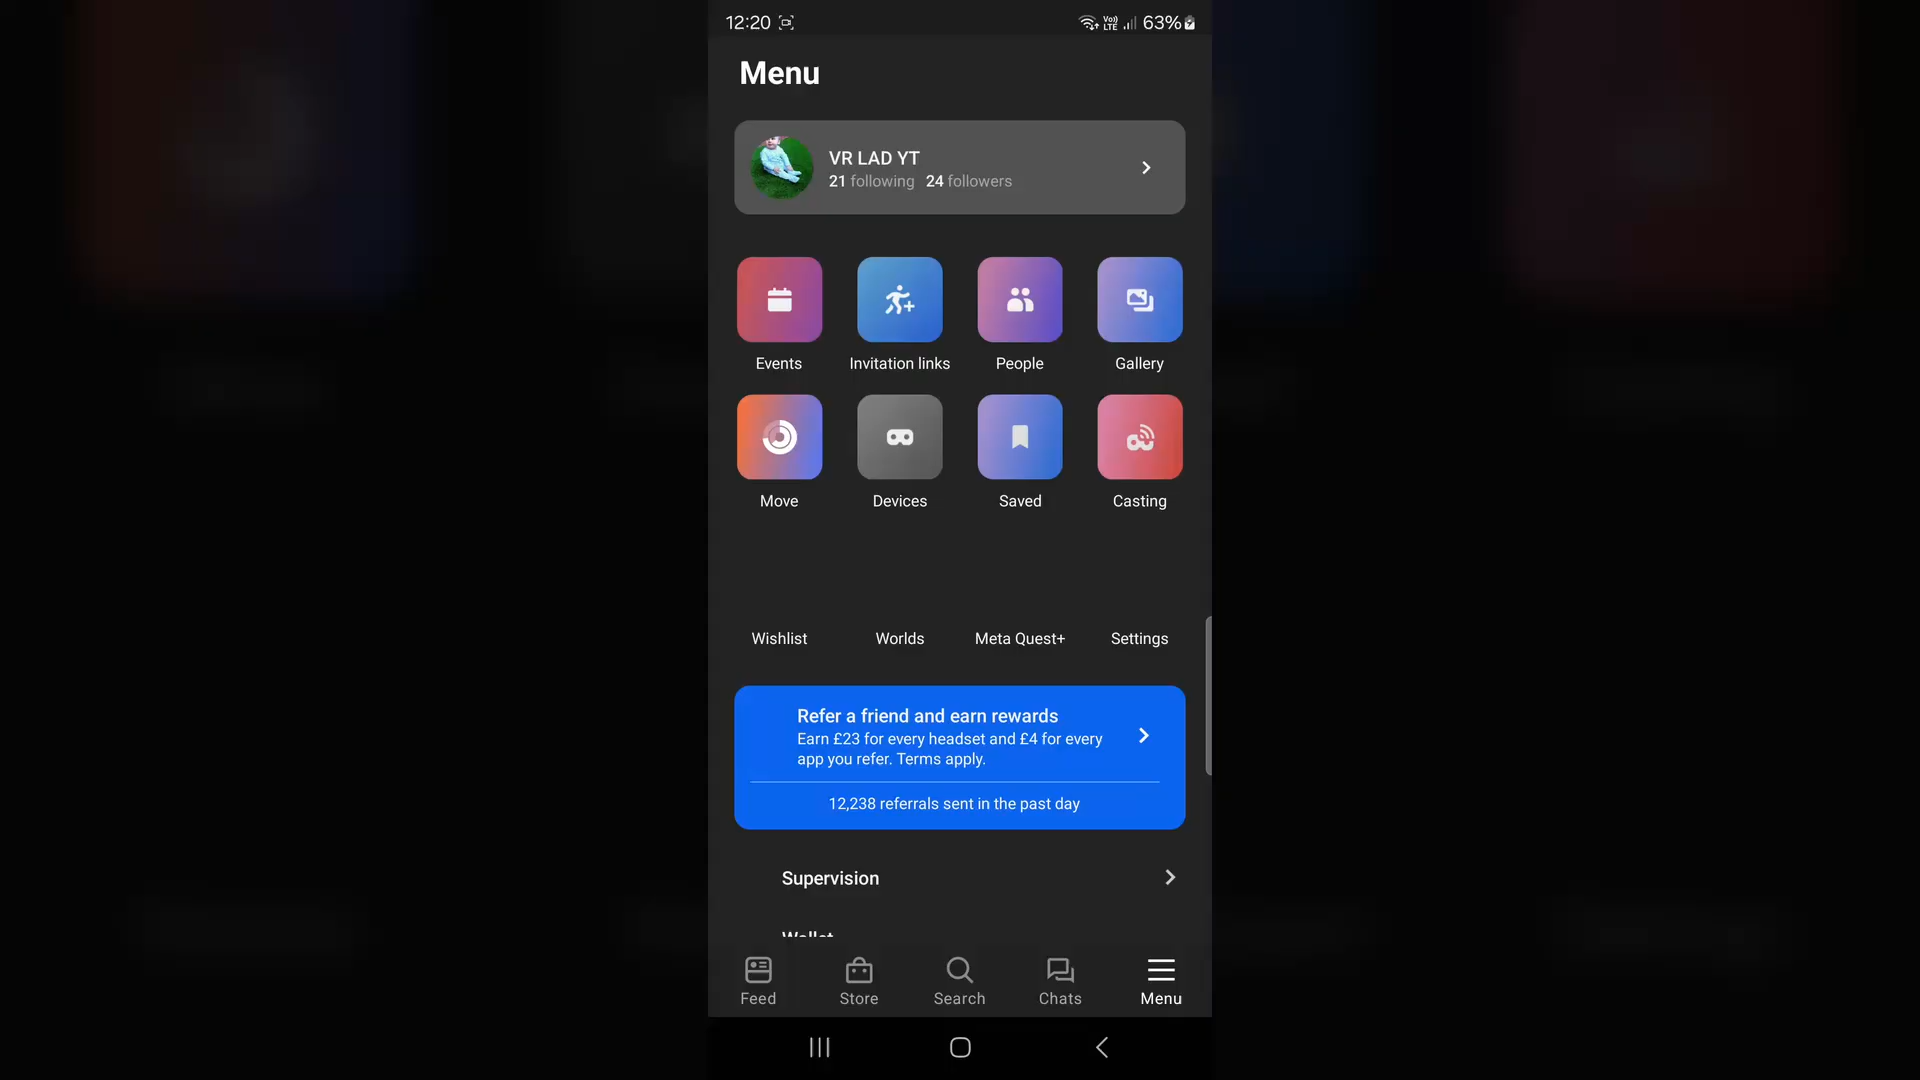 12:20 Vo)) LTE 63%
Menu
VR LAD YT
21 following 24 followers
Events Invitation links People Gallery
Move Devices Saved Casting
Wishlist Worlds Meta Quest+ Settings
Refer a friend and earn rewards
Earn £23 for every headset and £4 for every
app you refer. Terms apply.
12,238 referrals sent in the past day
Supervision
Wallet
Feed Store Search Chats Menu